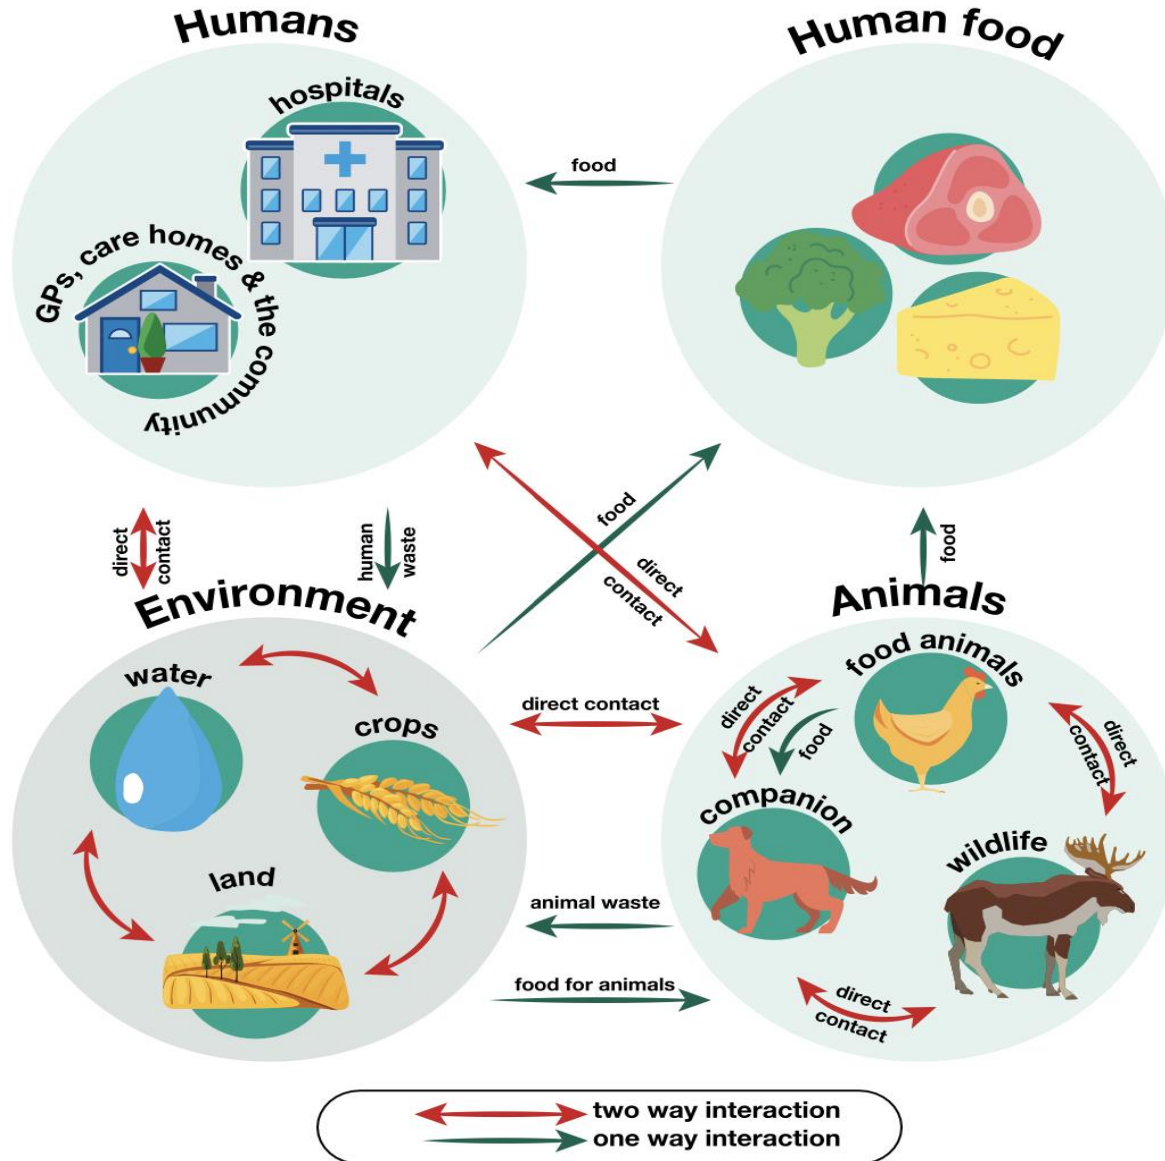 Humans
Human food
hospitals
GPs, care homes & the community
food
direct
contact
human
waste
food
direct
contact
food
Environment
Animals
water
crops
land
direct contact
animal waste
food for animals
food animals
direct
contact
food
companion
wildlife
direct
contact
direct
contact
two way interaction
one way interaction